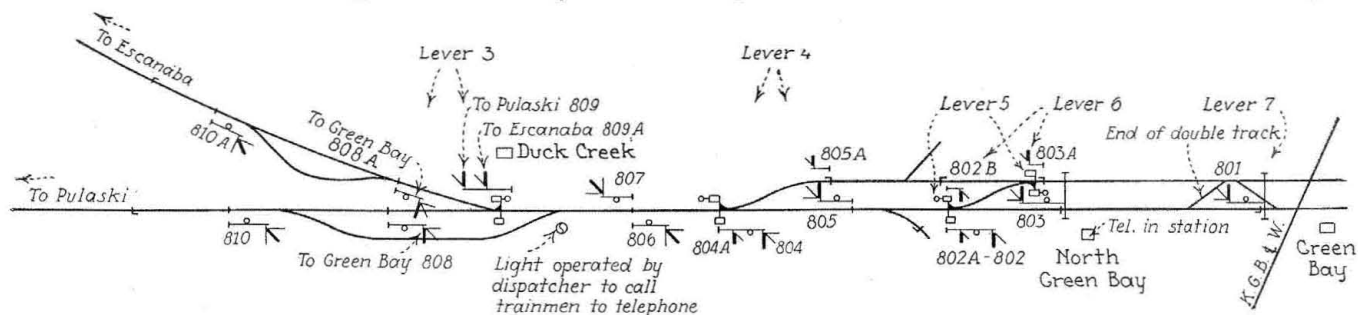 To Escanaba
Lever 3
Lever 4
To Pulaski 809
To Escanaba 809A
Duck Creek
Lever 5
Lever 6
Lever 7
810A
To Green Bay
808A
807
805A
802B
803A
End of double track
801
To Pulaski
810
To Green Bay 808
Light operated by
dispatcher to call
trainmen to telephone
806
804A
804
805
802A-802
803
Tel. in station
North
Green Bay
K.G.B. & W.
Green
Bay